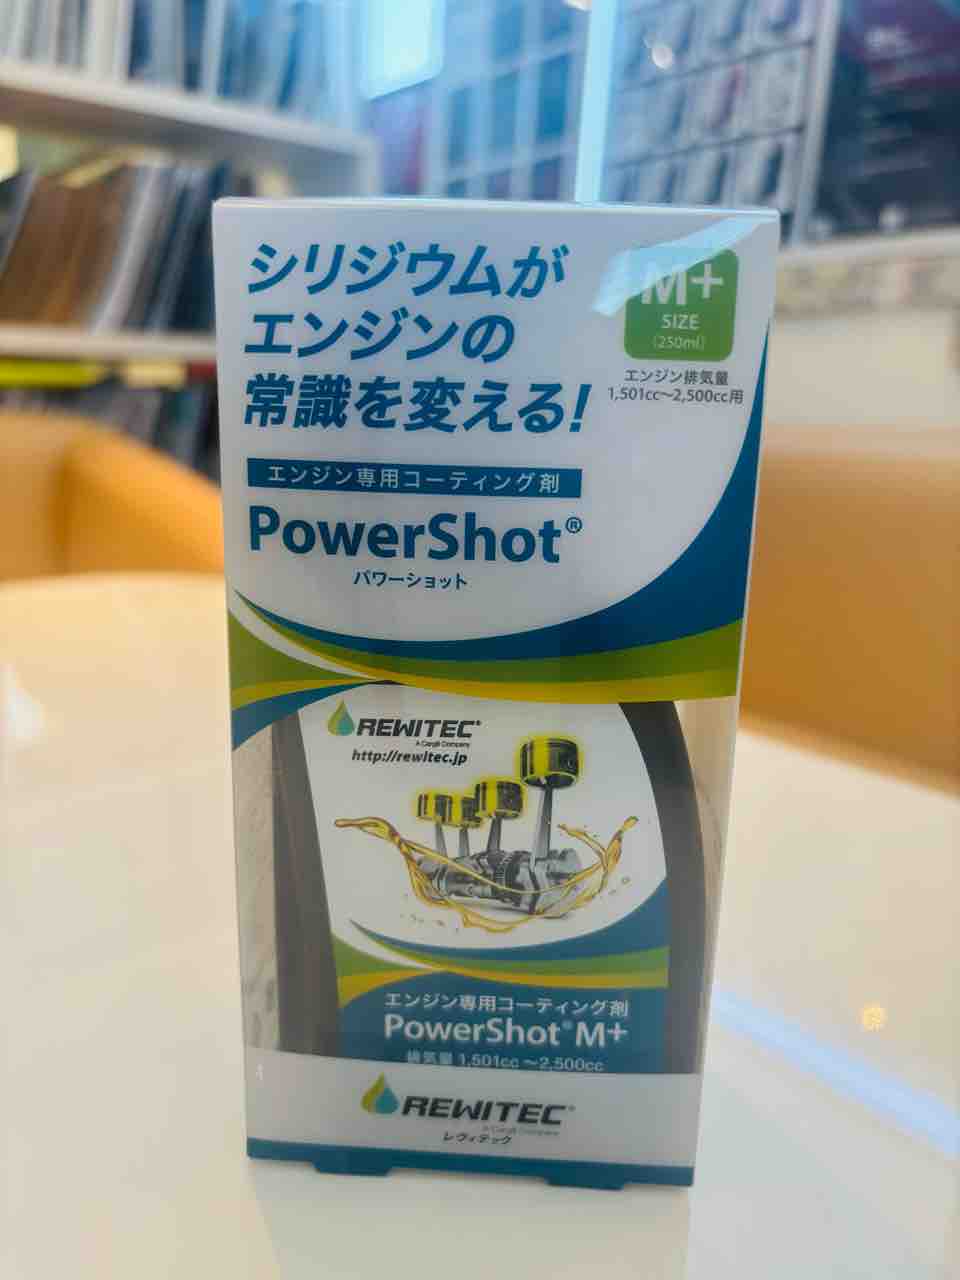 シリジウムが
エンジンの
常識を変える!
M+
SIZE
(250ml)
エンジン排気量
1,501cc〜2,500cc用
エンジン専用コーティング剤
PowerShot®
パワーショット
REWITEC®
A Cargill Company
http://rewitec.jp
エンジン専用コーティング剤
PowerShot® M+
排気量 1,501cc 〜2,500cc
REWITEC®
A Cargill Company
レヴィテック